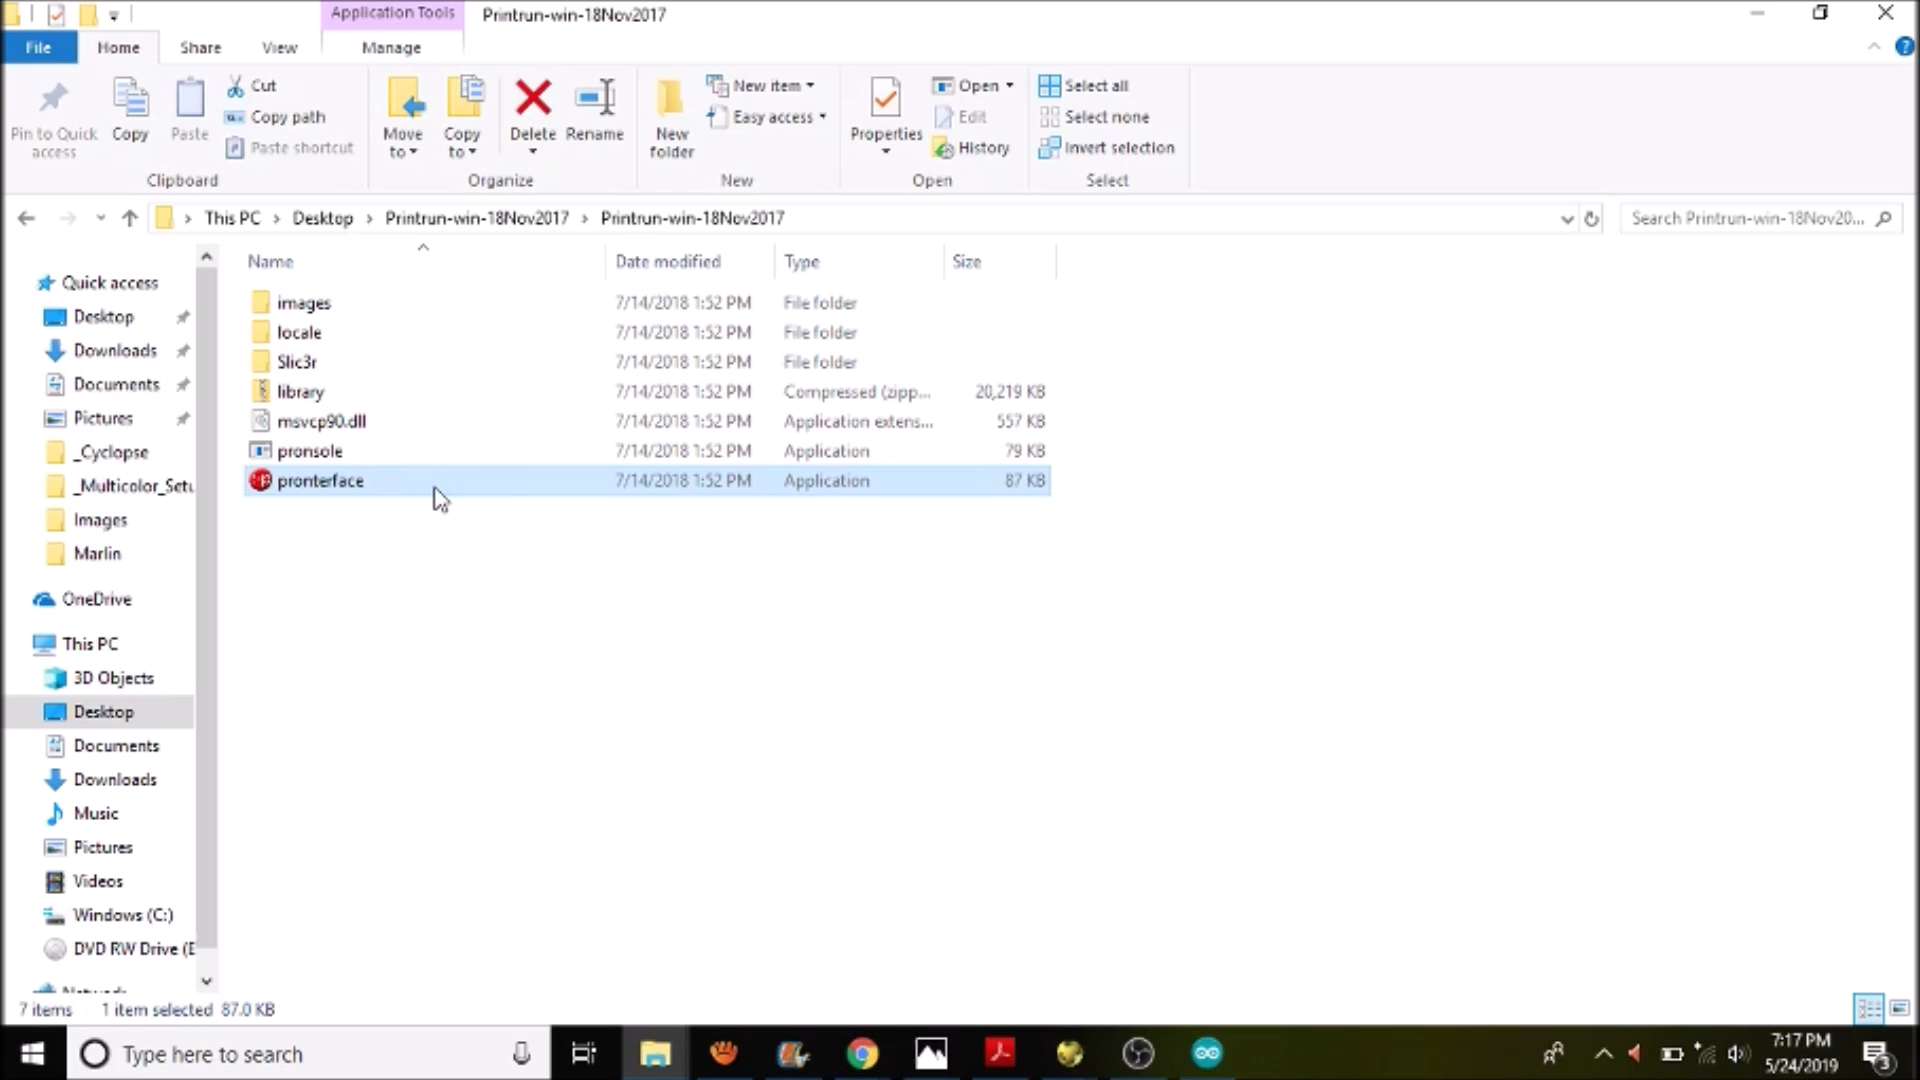 Application Tools
Printrun-win-18Nov2017
File
Home
Share
View
Manage
Pin to Quick access
Copy
Paste
Cut
Copy path
Paste shortcut
Clipboard
Move to
Copy to
Delete
Rename
Organize
New folder
New item
Easy access
New
Properties
Open
Edit
History
Open
Select all
Select none
Invert selection
Select
This PC > Desktop > Printrun-win-18Nov2017 > Printrun-win-18Nov2017
Search Printrun-win-18Nov20...
Name Date modified Type Size
images 7/14/2018 1:52 PM File folder
locale 7/14/2018 1:52 PM File folder
Slic3r 7/14/2018 1:52 PM File folder
library 7/14/2018 1:52 PM Compressed (zipp... 20,219 KB
msvcp90.dll 7/14/2018 1:52 PM Application extens... 557 KB
pronsole 7/14/2018 1:52 PM Application 79 KB
pronterface 7/14/2018 1:52 PM Application 87 KB
Quick access
Desktop
Downloads
Documents
Pictures
_Cyclopse
_Multicolor_Setu
Images
Marlin
OneDrive
This PC
3D Objects
Desktop
Documents
Downloads
Music
Pictures
Videos
Windows (C:)
DVD RW Drive (E
7 items 1 item selected 87.0 KB
Type here to search
7:17 PM
5/24/2019
3